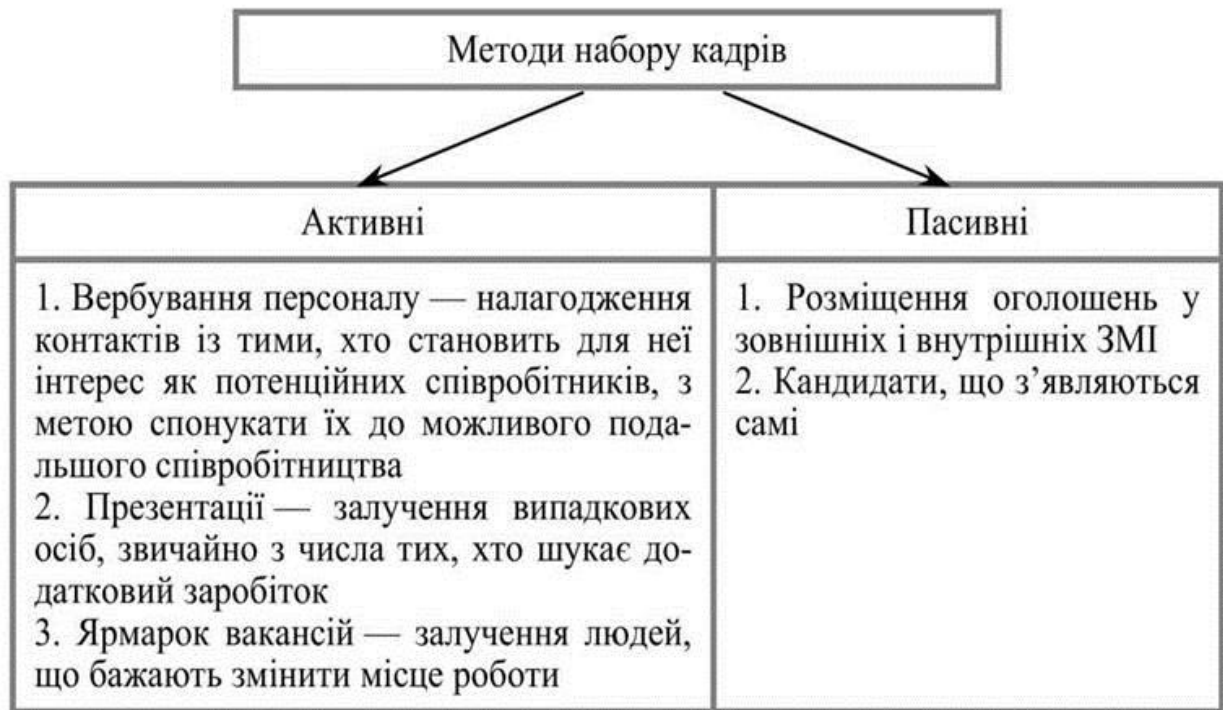 Методи набору кадрів
Активні
Пасивні
1. Вербування персоналу — налагодження
контактів із тими, хто становить для неї
інтерес як потенційних співробітників, з
метою спонукати їх до можливого пода-
льшого співробітництва
2. Презентації — залучення випадкових
осіб, звичайно з числа тих, хто шукає до-
датковий заробіток
3. Ярмарок вакансій — залучення людей,
що бажають змінити місце роботи
1. Розміщення оголошень у
зовнішніх і внутрішніх ЗМІ
2. Кандидати, що з’являються
самі